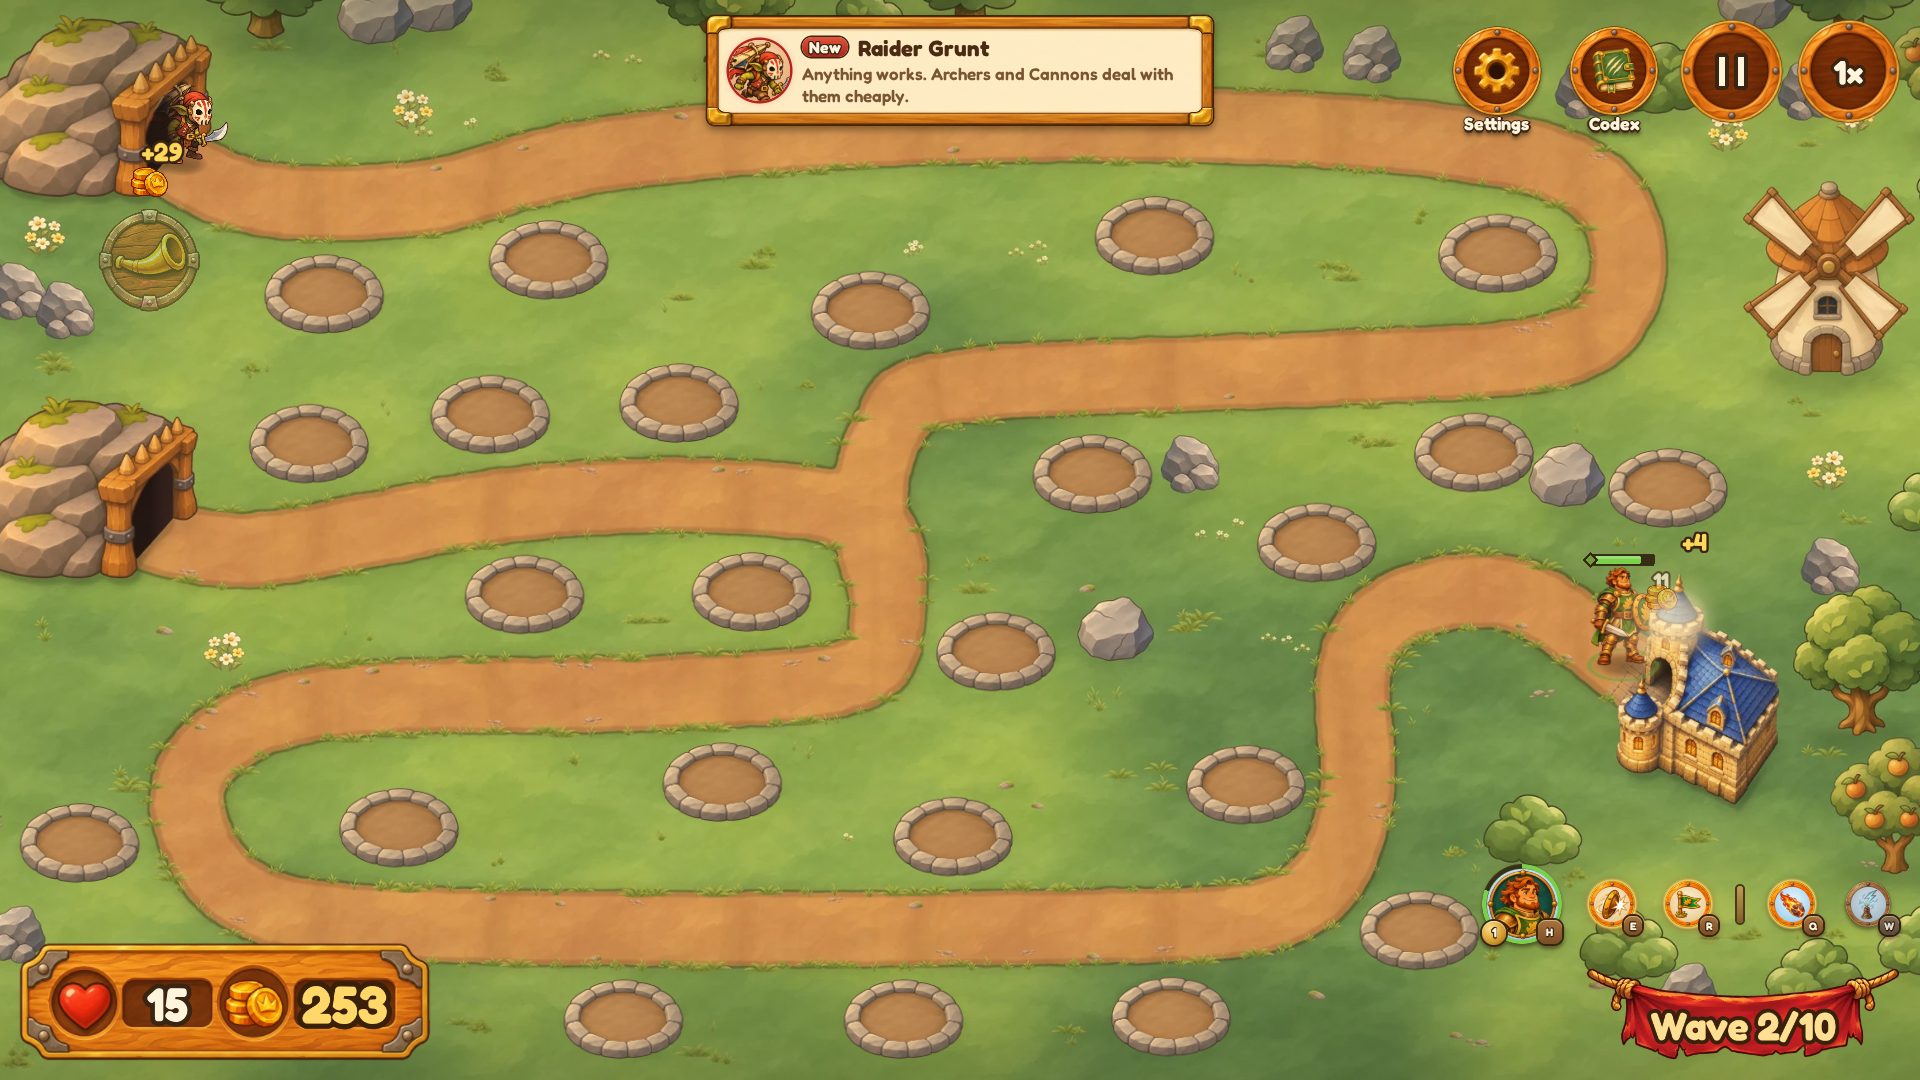 New Raider Grunt
Anything works. Archers and Cannons deal with
them cheaply.
1x
Settings
Codex
+29
+4
11
1
H
E
R
Q
W
15
253
Wave 2/10